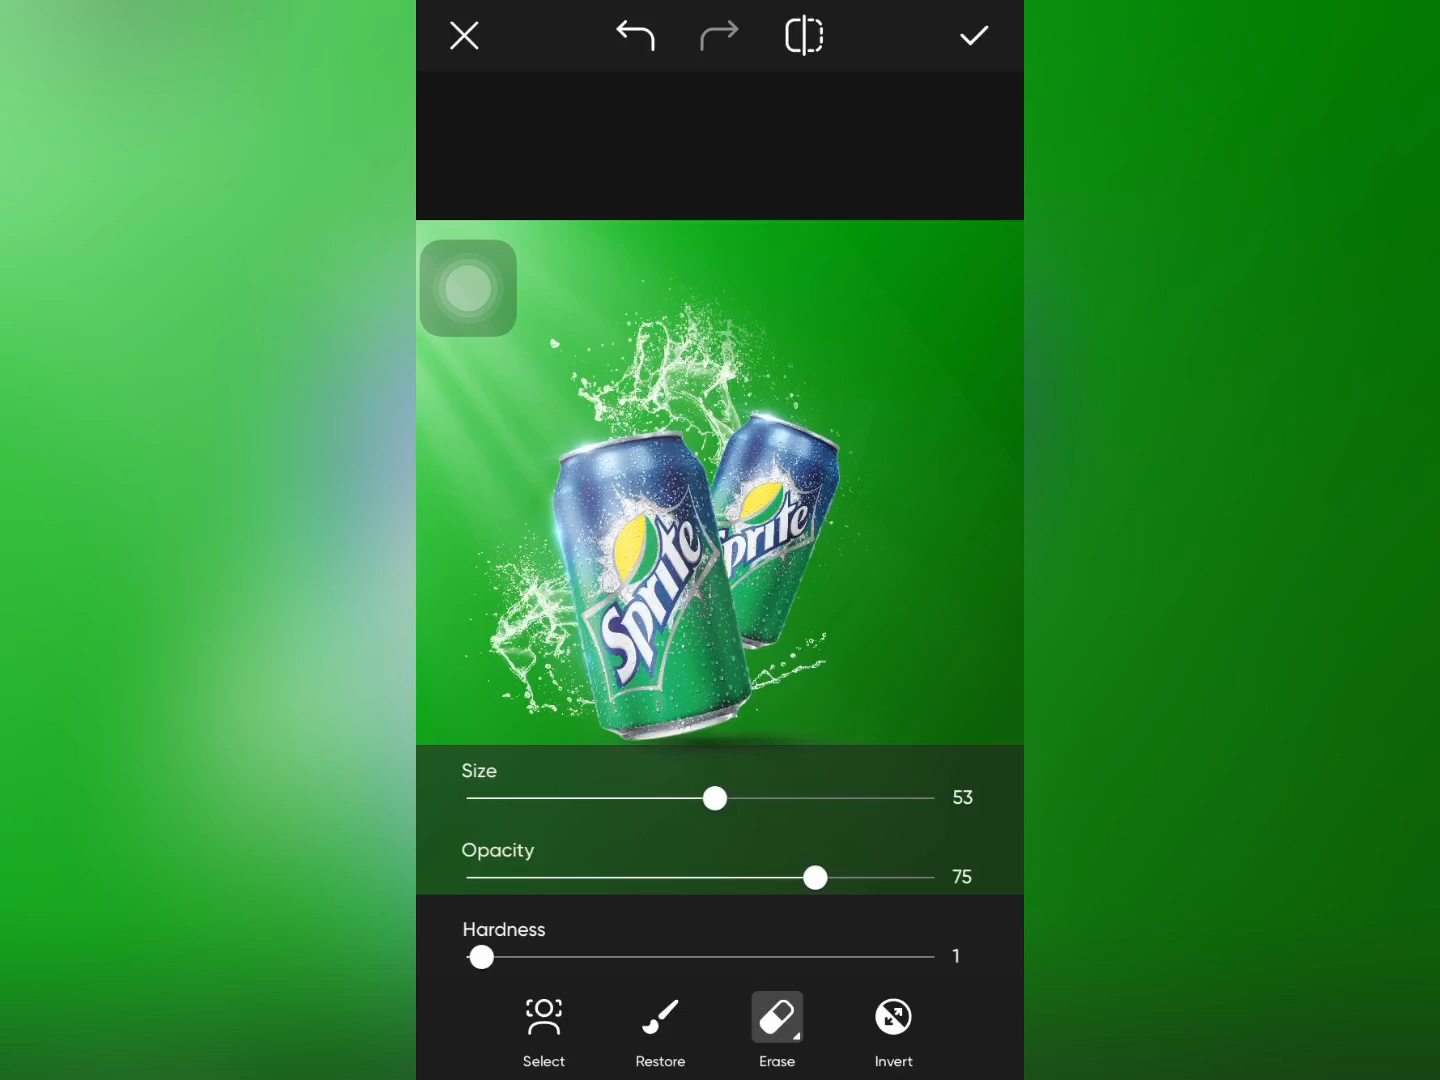 Sprite
Sprite
Size
53
Opacity
75
Hardness
1
Select
Restore
Erase
Invert